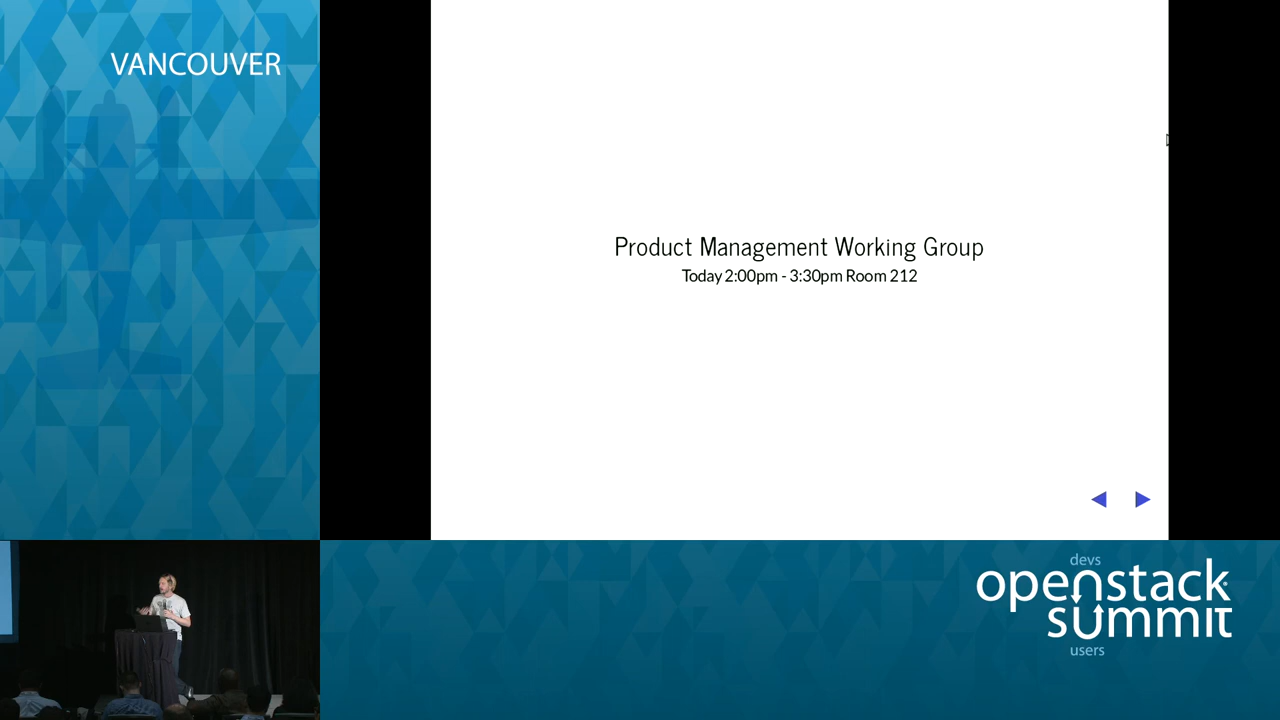 VANCOUVER
Product Management Working Group
Today 2:00pm - 3:30pm Room 212
devs
openstack
summit
users